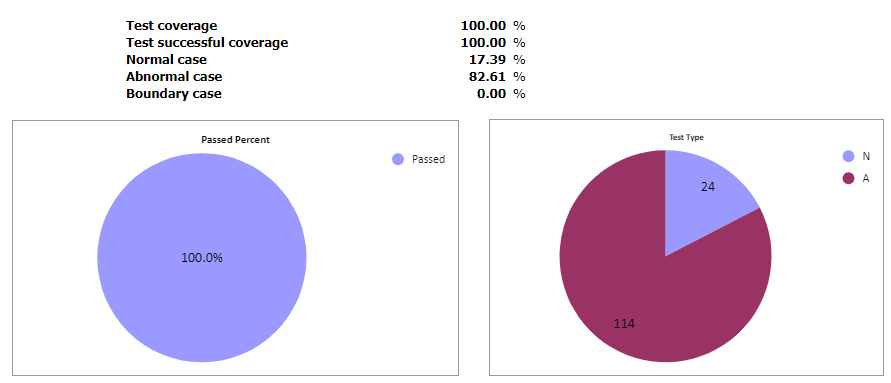 Test coverage 100.00 %
Test successful coverage 100.00 %
Normal case 17.39 %
Abnormal case 82.61 %
Boundary case 0.00 %
Passed Percent
Passed
100.0%
Test Type
N
A
24
114